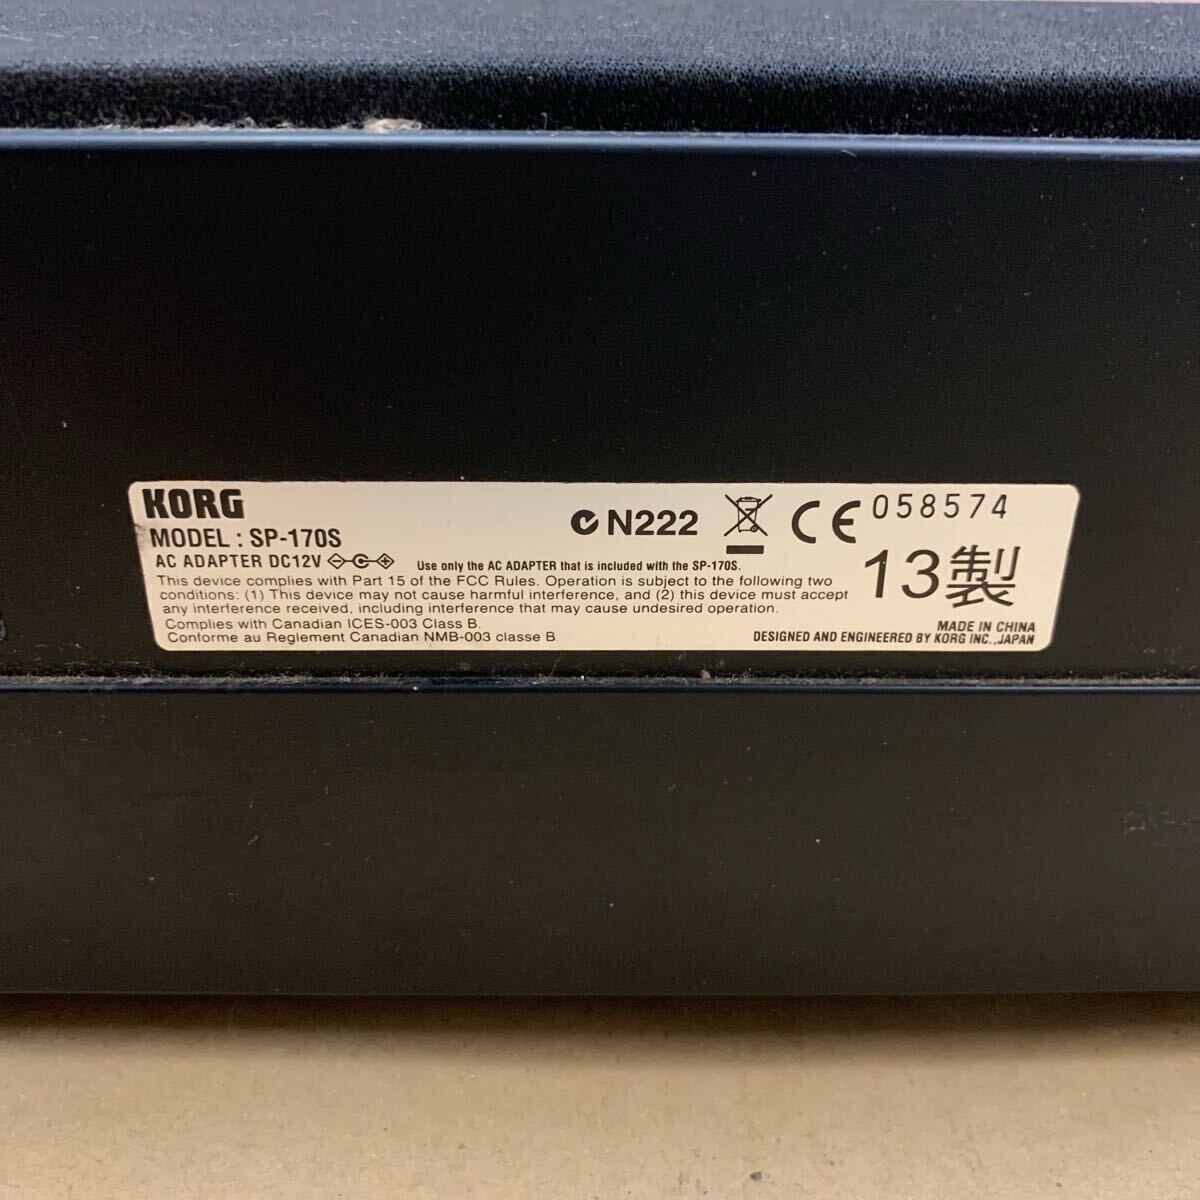 KORG
MODEL : SP-170S
AC ADAPTER DC12V
Use only the AC ADAPTER that is included with the SP-170S.
N222
CE
058574
13製
This device complies with Part 15 of the FCC Rules. Operation is subject to the following two
conditions: (1) This device may not cause harmful interference, and (2) this device must accept
any interference received, including interference that may cause undesired operation.
Complies with Canadian ICES-003 Class B.
Conforme au Reglement Canadien NMB-003 classe B
MADE IN CHINA
DESIGNED AND ENGINEERED BY KORG INC.,JAPAN